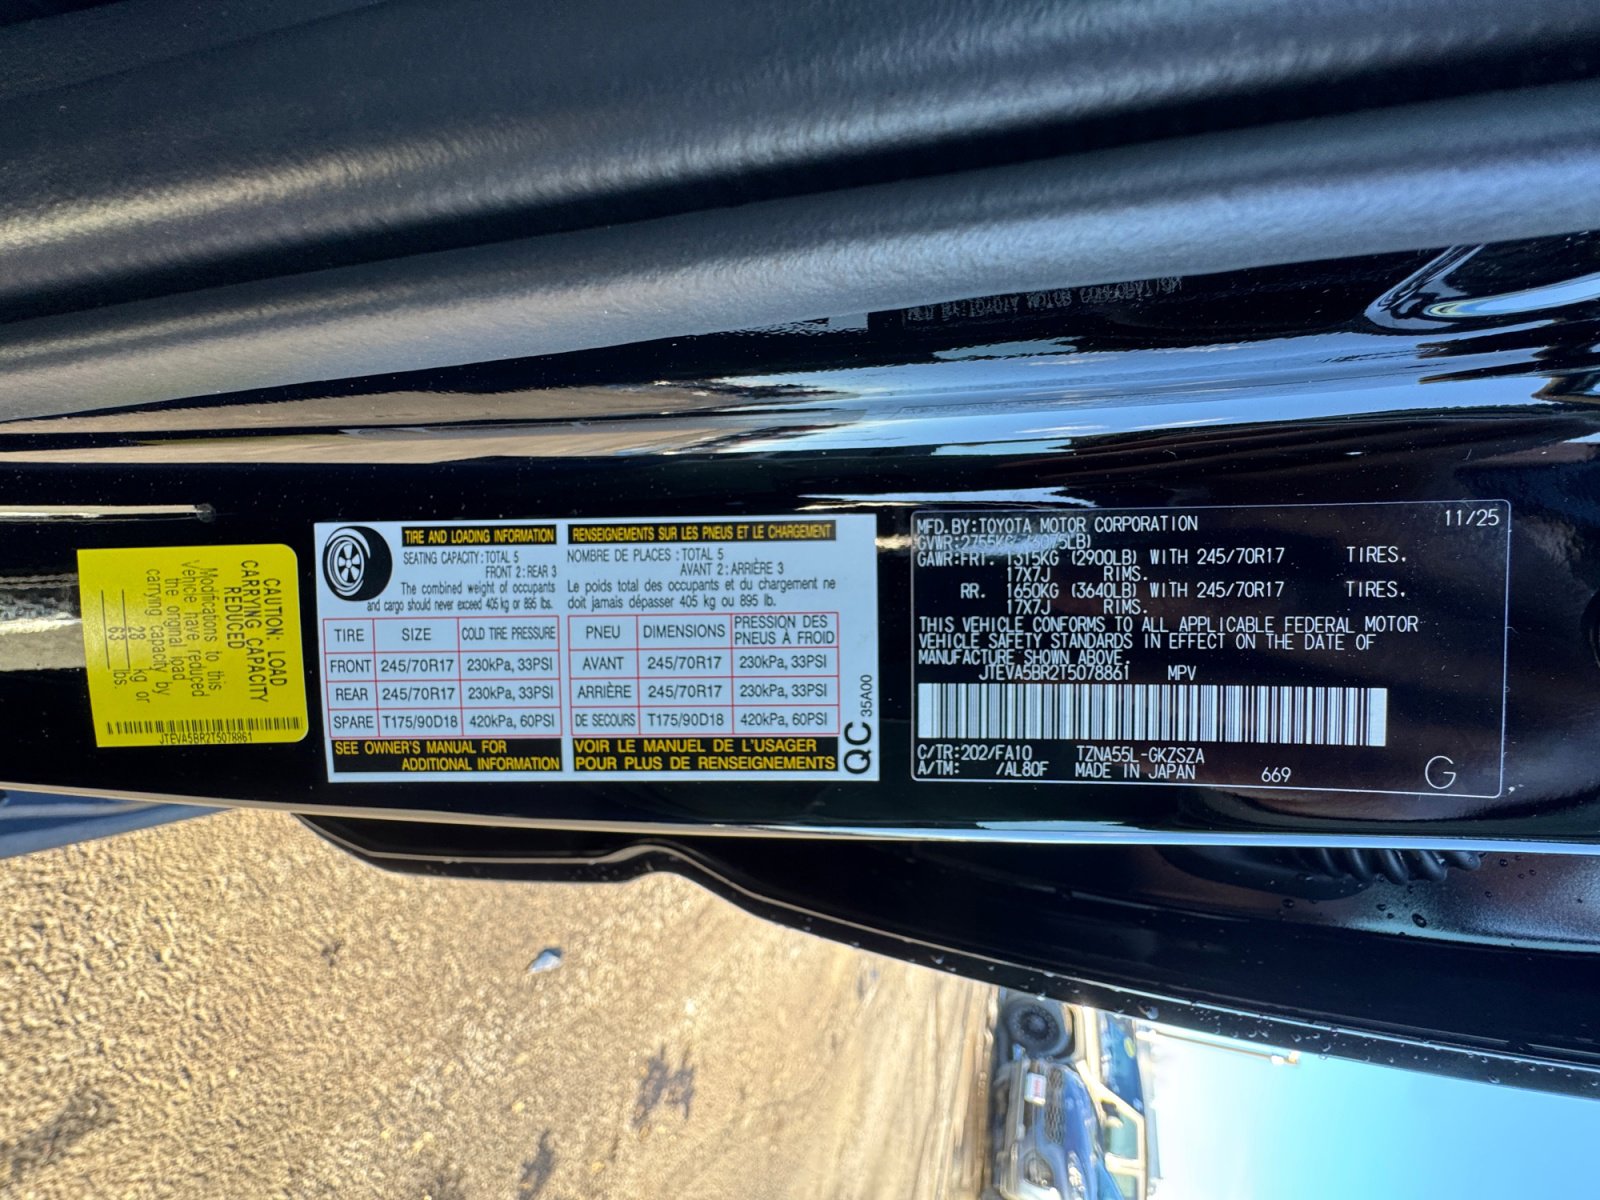 CAUTION: LOAD
CARRYING CAPACITY
REDUCED
Modifications to this
Vehicle have reduced
the original load
carrying capacity by
28 kg or
63 lbs.
JTEVA5BR2T5078861
TIRE AND LOADING INFORMATION
SEATING CAPACITY:TOTAL 5
FRONT 2:REAR 3
The combined weight of occupants
and cargo should never exceed 405 kg or 895 lbs.
TIRE SIZE COLD TIRE PRESSURE
FRONT 245/70R17 230kPa, 33PSI
REAR 245/70R17 230kPa, 33PSI
SPARE T175/90D18 420kPa, 60PSI
SEE OWNER'S MANUAL FOR
ADDITIONAL INFORMATION
RENSEIGNEMENTS SUR LES PNEUS ET LE CHARGEMENT
NOMBRE DE PLACES :TOTAL 5
AVANT 2:ARRIÈRE 3
Le poids total des occupants et du chargement ne
doit jamais dépasser 405 kg ou 895 lb.
PNEU DIMENSIONS PRESSION DES
PNEUS À FROID
AVANT 245/70R17 230kPa, 33PSI
ARRIÈRE 245/70R17 230kPa, 33PSI
DE SECOURS T175/90D18 420kPa, 60PSI
VOIR LE MANUEL DE L'USAGER
POUR PLUS DE RENSEIGNEMENTS
QC 35A00
MFD.BY:TOYOTA MOTOR CORPORATION 11/25
GVWR:2755KG (6075LB)
GAWR:FRT. 1315KG (2900LB) WITH 245/70R17 TIRES,
17X7J RIMS.
RR. 1650KG (3640LB) WITH 245/70R17 TIRES,
17X7J RIMS.
THIS VEHICLE CONFORMS TO ALL APPLICABLE FEDERAL MOTOR
VEHICLE SAFETY STANDARDS IN EFFECT ON THE DATE OF
MANUFACTURE SHOWN ABOVE.
JTEVA5BR2T5078861 MPV
C/TR:202/FA10 TZNA55L-GKZSZA
A/TM: /AL80F MADE IN JAPAN 669 G